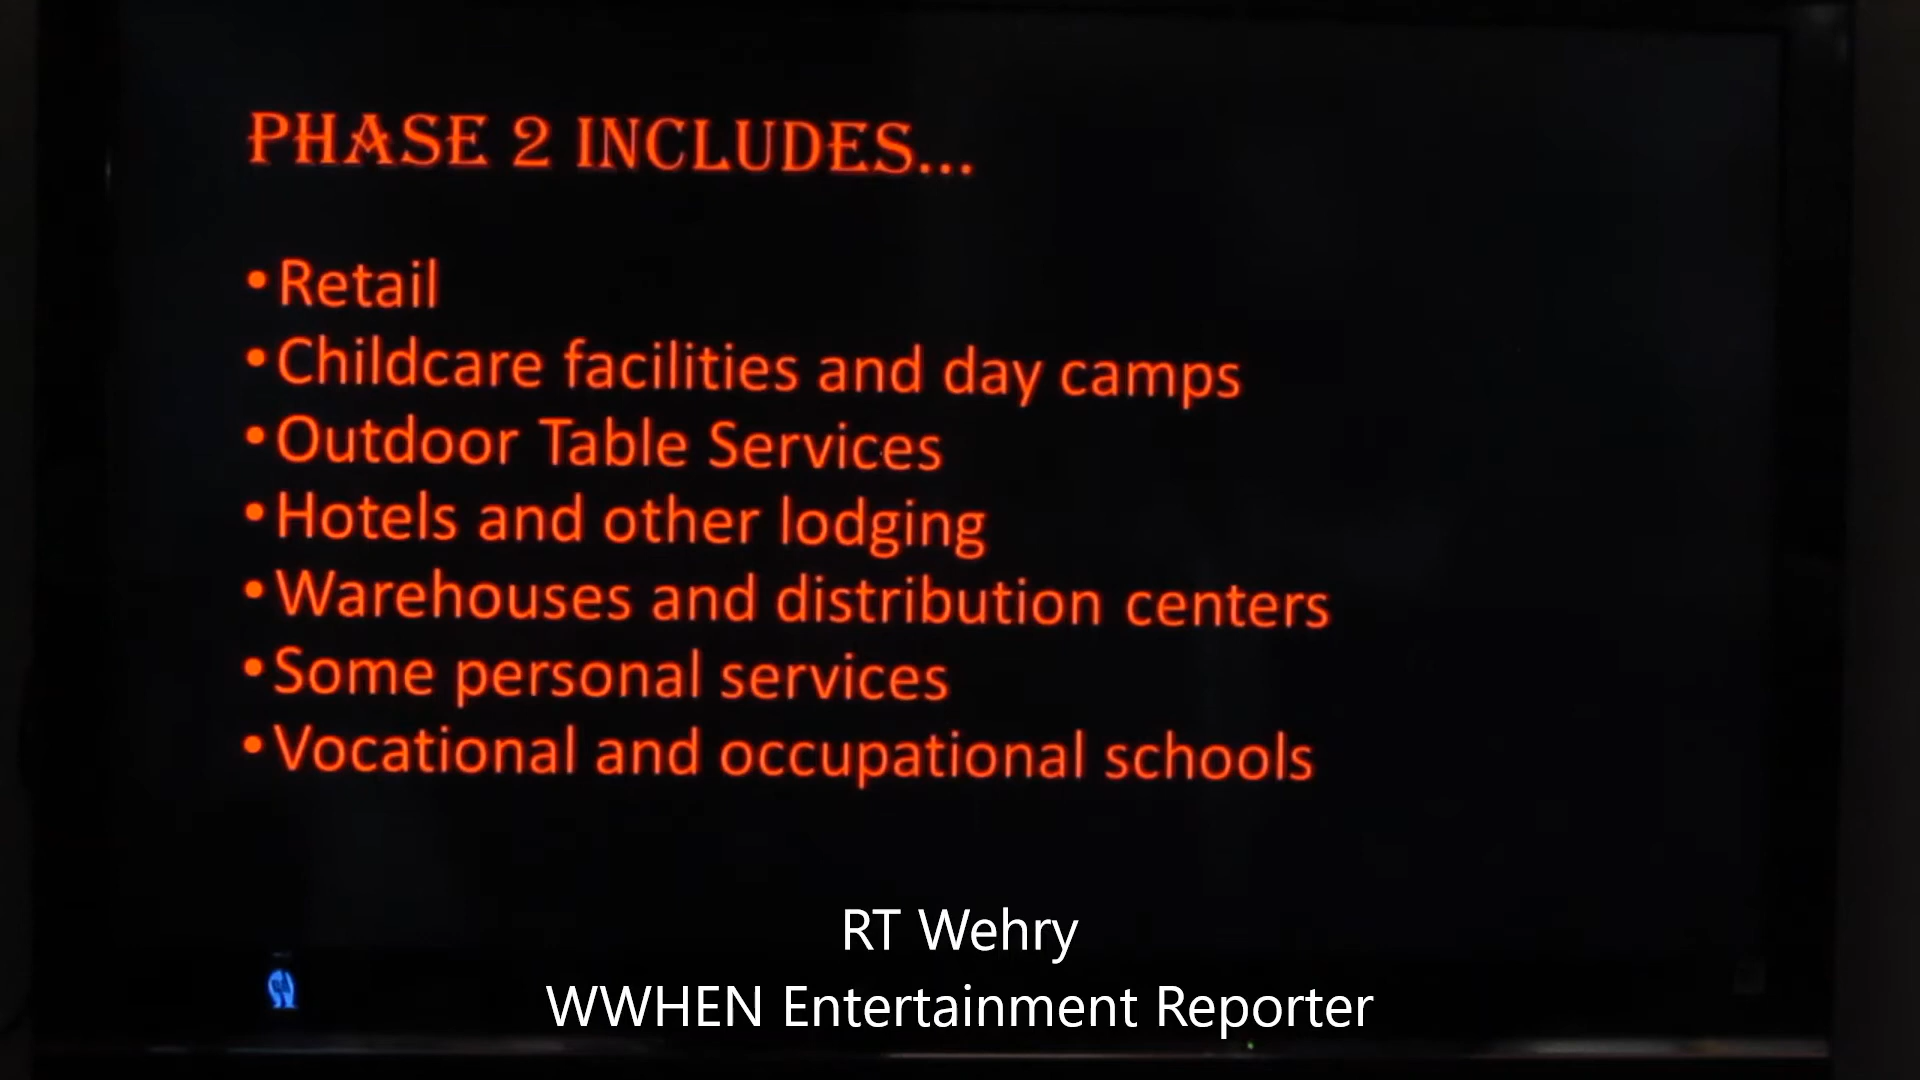 PHASE 2 INCLUDES...
• Retail
• Childcare facilities and day camps
• Outdoor Table Services
• Hotels and other lodging
• Warehouses and distribution centers
• Some personal services
• Vocational and occupational schools
RT Wehry
WWHEN Entertainment Reporter